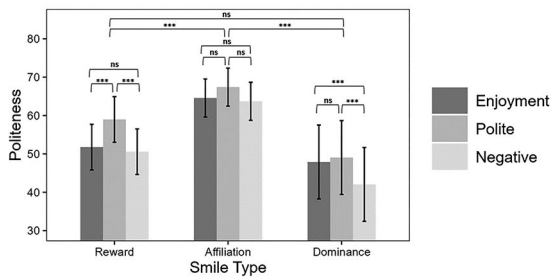 ns
*** ***
80
ns
ns
ns ns
70
ns
*** ***
***
ns ***
60
50
40
30
Politeness
Reward Affiliation Dominance
Smile Type
Enjoyment
Polite
Negative